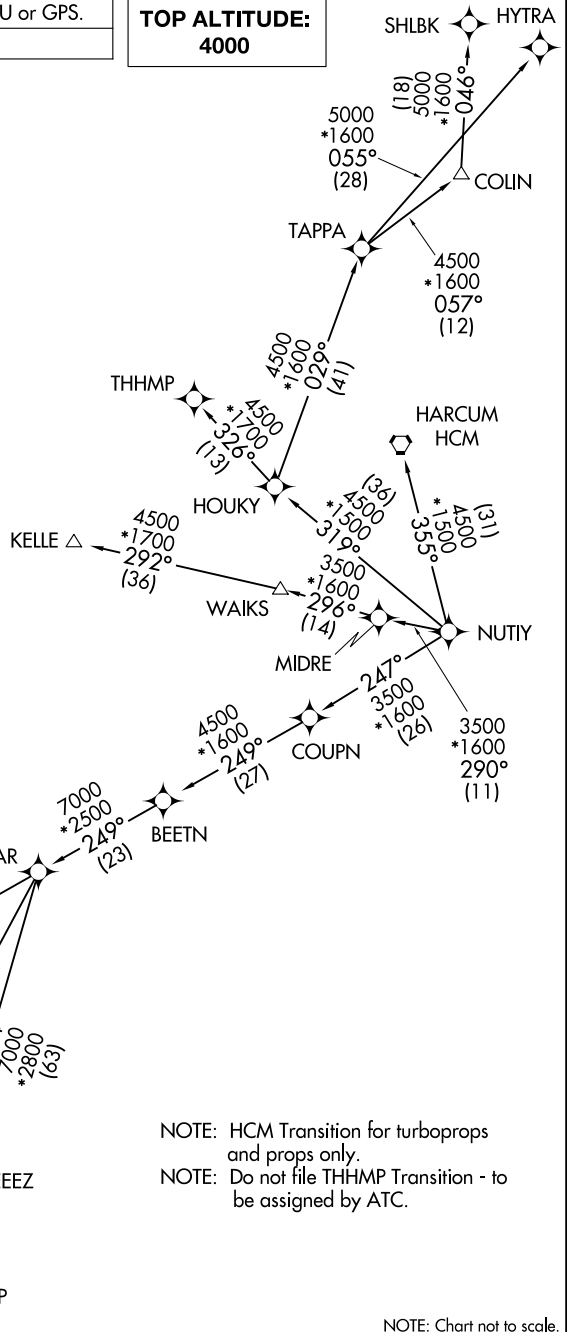 U or GPS.
TOP ALTITUDE:
4000
SHLBK
HYTRA
(18)
5000
*1600
046°
5000
*1600
055°
(28)
COLIN
TAPPA
4500
*1600
057°
(12)
4500
*1600
029°
(41)
THHMP
4500
*1700
326°
(13)
HARCUM
HCM
HOUKY
(36)
4500
*1500
319°
(31)
4500
*1500
355°
KELLE
4500
*1700
292°
(36)
WAIKS
3500
*1600
296°
(14)
MIDRE
NUTIY
247°
3500
*1600
(26)
3500
*1600
290°
(11)
COUPN
4500
*1600
249°
(27)
BEETN
7000
*2500
249°
(23)
AR
7000
*2800
(63)
NOTE: HCM Transition for turboprops
and props only.
NOTE: Do not file THHMP Transition - to
be assigned by ATC.
EEZ
P
NOTE: Chart not to scale.